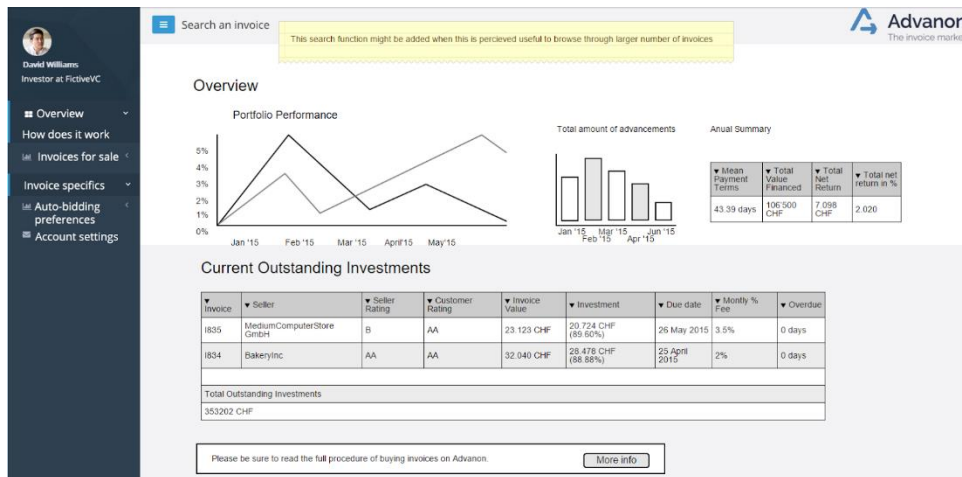 Search an invoice
This search function might be added when this is percieved useful to browse through larger number of invoices
Advanon
The invoice marke
David Williams
Investor at FictiveVC
Overview
How does it work
Invoices for sale
Invoice specifics
Auto-bidding
preferences
Account settings
Overview
Portfolio Performance
5%
4%
3%
2%
1%
0%
Jan '15 Feb '15 Mar '15 April'15 May'15
Total amount of advancements
Jan '15 Mar '15 Jun '15
Feb '15 Apr '15
Anual Summary
▼ Mean Payment Terms ▼ Total Value Financed ▼ Total Net Return ▼ Total net return in %
43.39 days 106'500 CHF 7.098 CHF 2.020
Current Outstanding Investments
▼ Invoice ▼ Seller ▼ Seller Rating ▼ Customer Rating ▼ Invoice Value ▼ Investment ▼ Due date ▼ Montly % Fee ▼ Overdue
I835 MediumComputerStore GmbH B AA 23.123 CHF 20.724 CHF (89.60%) 26 May 2015 3.5% 0 days
I834 BakeryInc AA AA 32.040 CHF 28.478 CHF (88.88%) 25 April 2015 2% 0 days
Total Outstanding Investments
353202 CHF
Please be sure to read the full procedure of buying invoices on Advanon.
More info